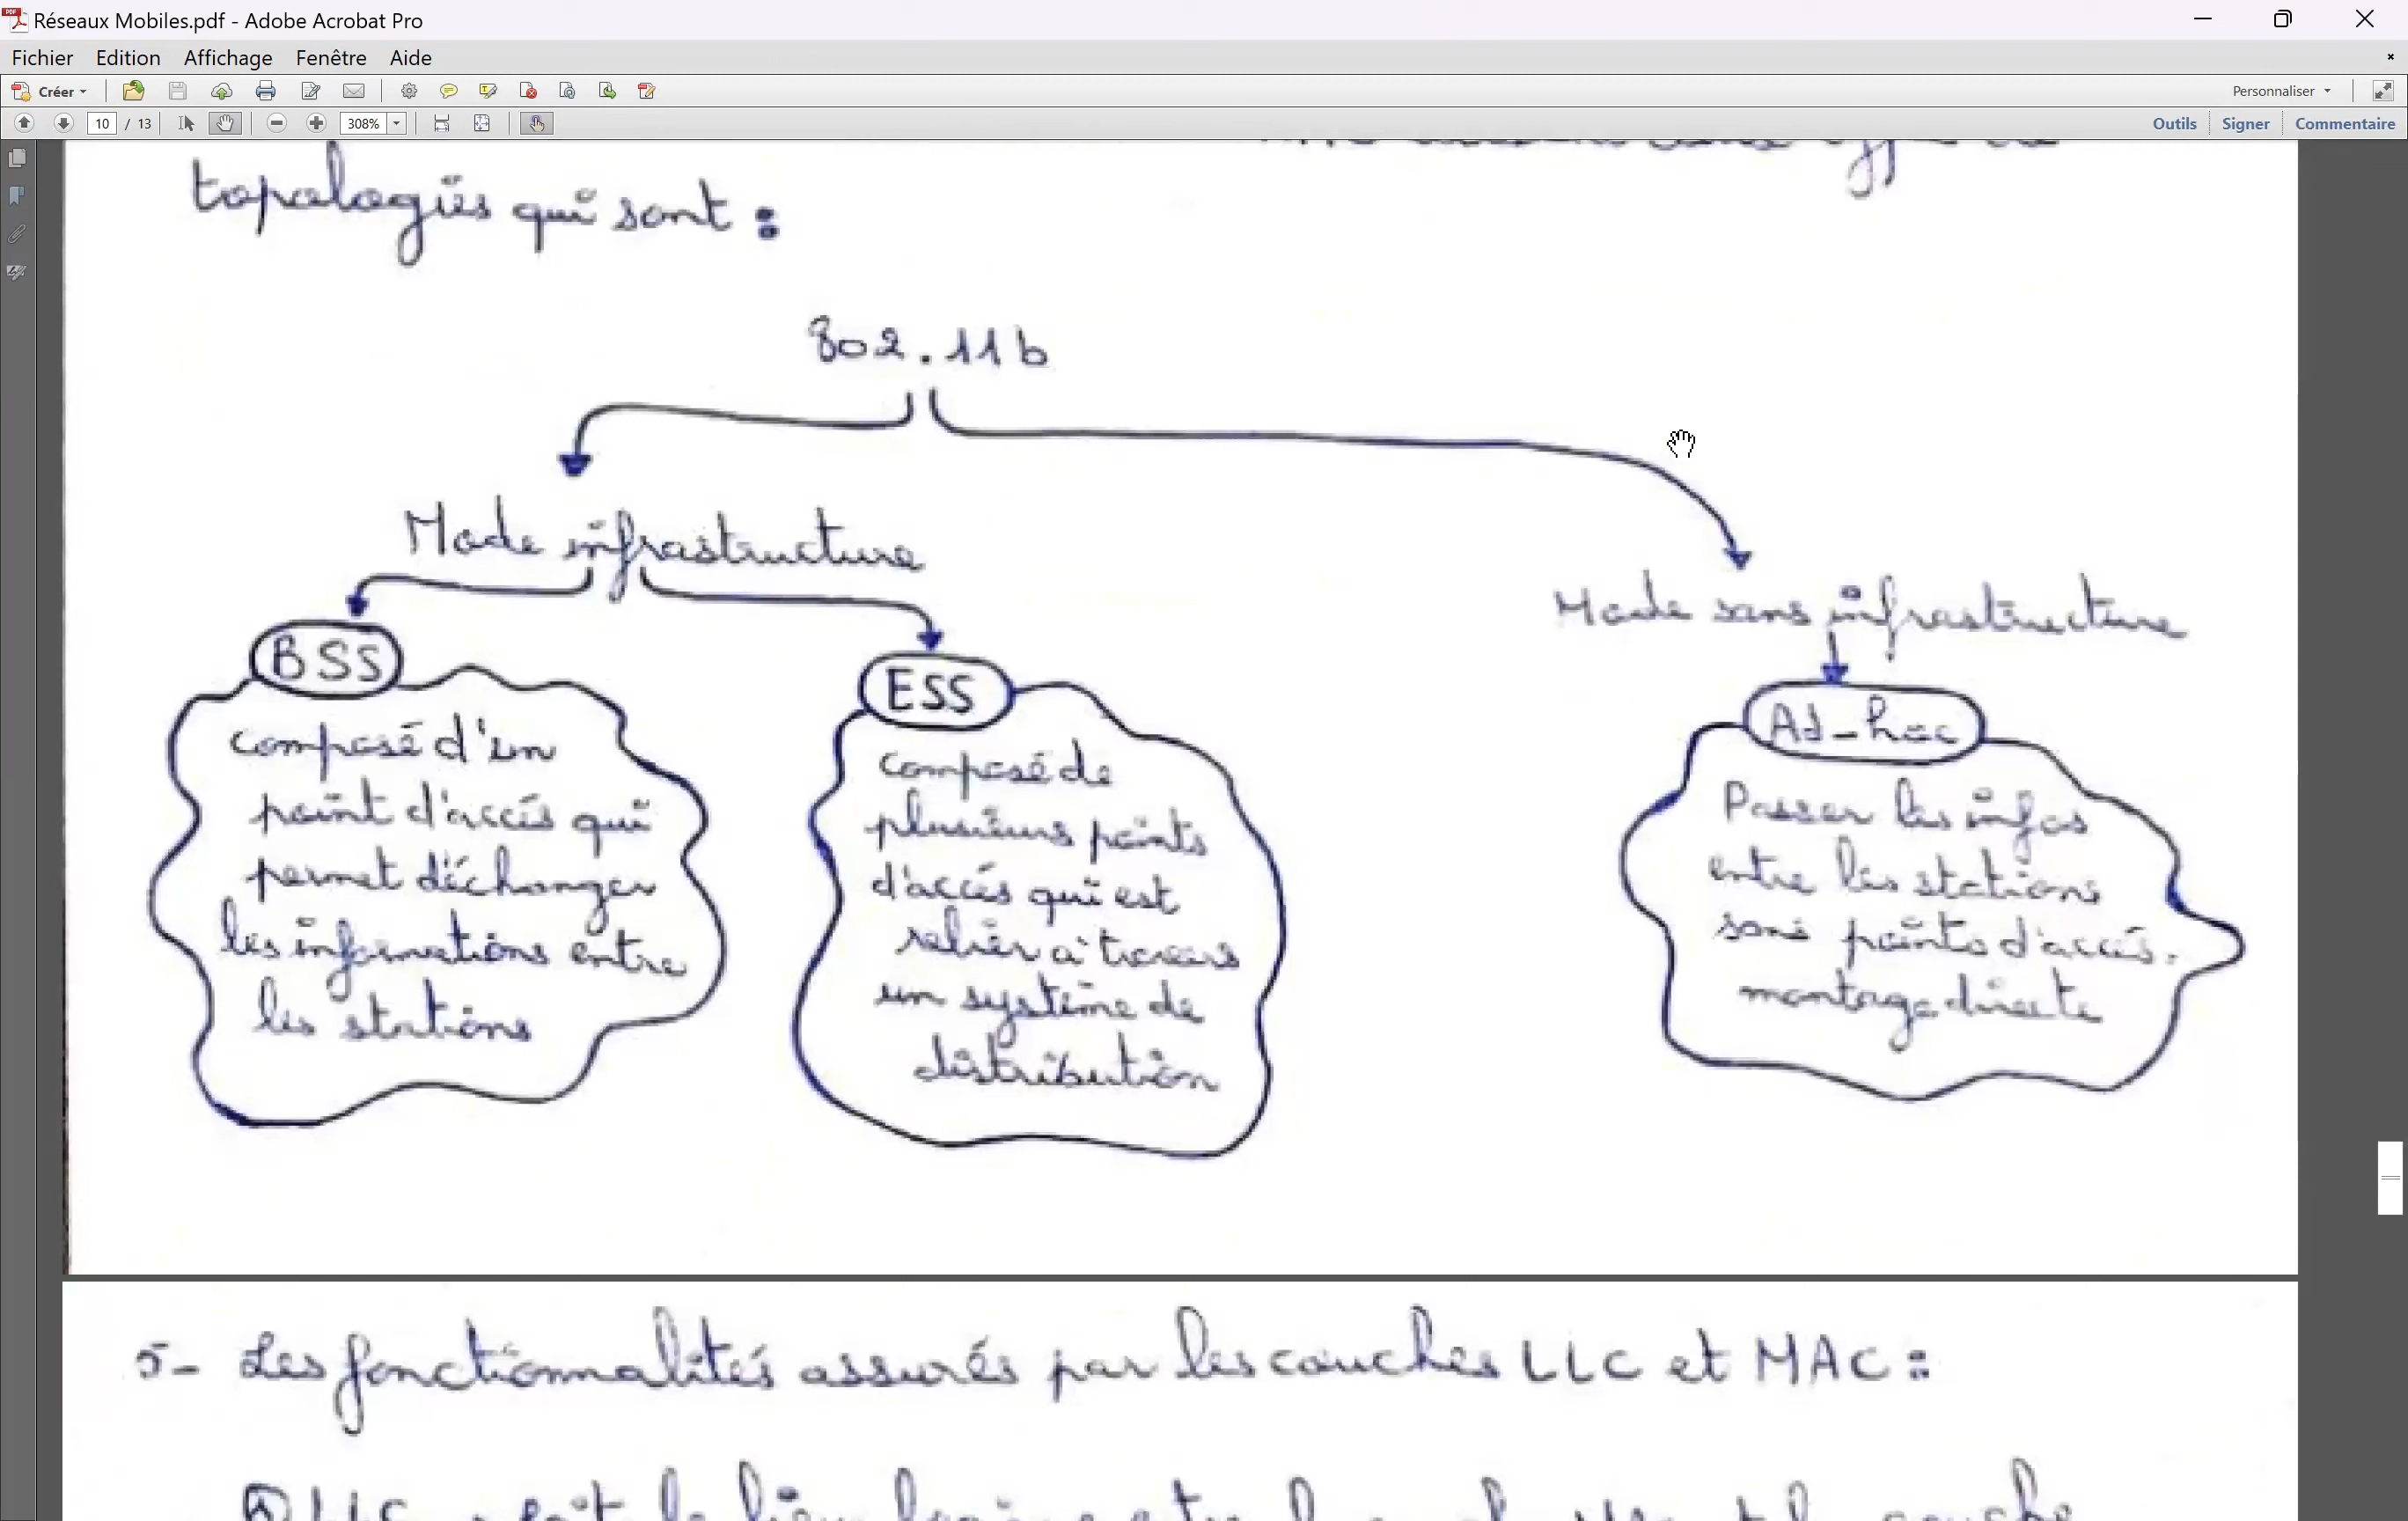 Réseaux Mobiles.pdf - Adobe Acrobat Pro
Fichier Edition Affichage Fenêtre Aide
Créer
Personnaliser
10 / 13
308%
Outils Signer Commentaire
topologies qui sont :
802.11b
Mode infrastructure
Mode sans infrastructure
BSS
composé d'un
point d'accès qui
permet d'échanger
les informations entre
les stations
ESS
composé de
plusieurs points
d'accés qui est
relier à travers
un système de
distribution
Ad-hoc
Passer les infos
entre les stations
sans points d'accès.
montage directe
5- Les fonctionnalités assurés par les couches LLC et MAC :